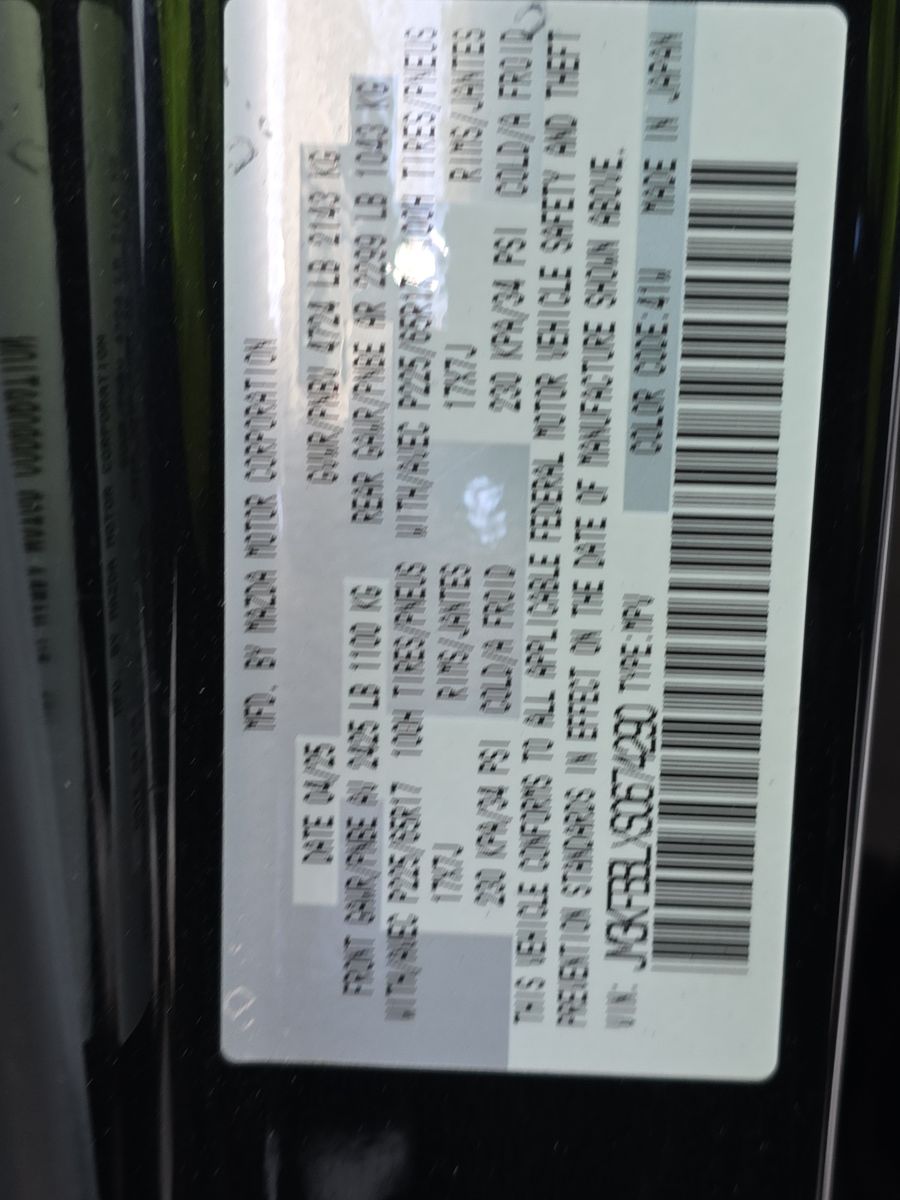 MFD. BY MAZDA MOTOR CORPORATION
DATE 04/25 GVWR/PNBV 4724 LB 2143 KG
FRONT GAWR/PNBE AV 2425 LB 1100 KG REAR GAWR/PNBE AR 2299 LB 1043 KG
WITH/AVEC P225/65R17 100H TIRES/PNEUS WITH/AVEC P225/65R1 TIRES/PNEUS
17X7J RIMS/JANTES 17X7J RIMS/JANTES
230 KPA/34 PSI COLD/A FROID 230 KPA/34 PSI COLD/A FROID
THIS VEHICLE CONFORMS TO ALL APPLICABLE FEDERAL MOTOR VEHICLE SAFETY AND THEFT
PREVENTION STANDARDS IN EFFECT ON THE DATE OF MANUFACTURE SHOWN ABOVE.
VIN: JM3KFBBLXS0674290 TYPE:MPV COLOR CODE:41W MADE IN JAPAN